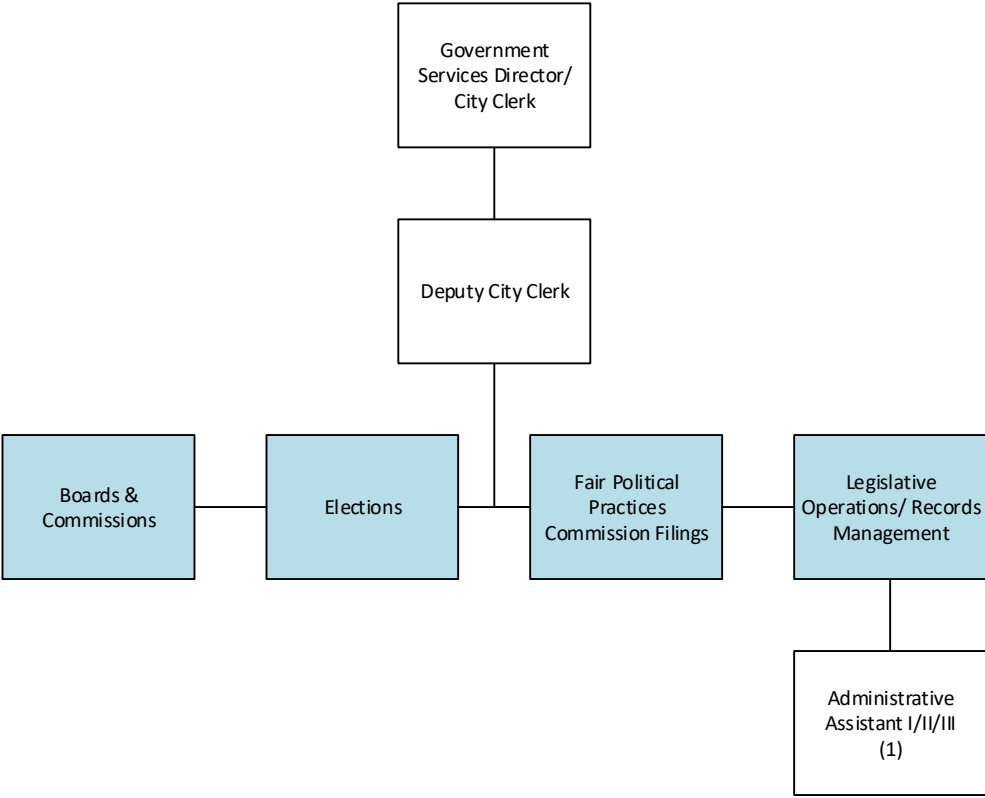 Government
Services Director/
City Clerk
Deputy City Clerk
Boards &
Commissions
Elections
Fair Political
Practices
Commission Filings
Legislative
Operations/ Records
Management
Administrative
Assistant I/II/III
(1)